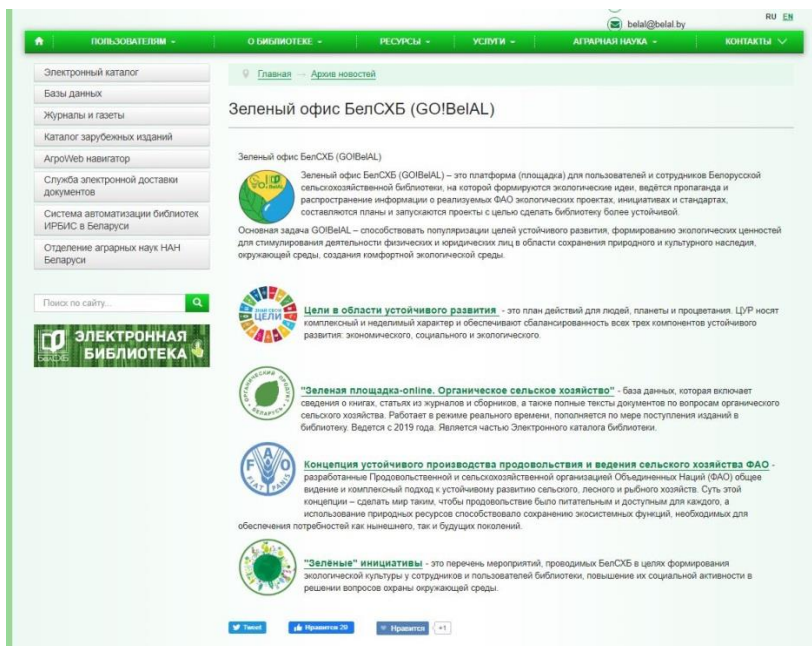 belal@belal.by
RU EN
ПОЛЬЗОВАТЕЛЯМ
О БИБЛИОТЕКЕ
РЕСУРСЫ
УСЛУГИ
АГРАРНАЯ НАУКА
КОНТАКТЫ
Электронный каталог
Базы данных
Журналы и газеты
Каталог зарубежных изданий
АгроWeb навигатор
Служба электронной доставки
документов
Система автоматизации библиотек
ИРБИС в Беларуси
Отделение аграрных наук НАН
Беларуси
Поиск по сайту...
БелСХБ
ЭЛЕКТРОННАЯ
БИБЛИОТЕКА
Главная → Архив новостей
Зеленый офис БелСХБ (GO!BelAL)
Зеленый офис БелСХБ (GO!BelAL)
Зеленый офис БелСХБ (GO!BelAL) – это платформа (площадка) для пользователей и сотрудников Белорусской
сельскохозяйственной библиотеки, на которой формируются экологические идеи, ведётся пропаганда и
распространение информации о реализуемых ФАО экологических проектах, инициативах и стандартах,
составляются планы и запускаются проекты с целью сделать библиотеку более устойчивой.
Основная задача GO!BelAL – способствовать популяризации целей устойчивого развития, формированию экологических ценностей
для стимулирования деятельности физических и юридических лиц в области сохранения природного и культурного наследия,
окружающей среды, создания комфортной экологической среды.
ЦЕЛИ
Цели в области устойчивого развития - это план действий для людей, планеты и процветания. ЦУР носят
комплексный и неделимый характер и обеспечивают сбалансированность всех трех компонентов устойчивого
развития: экономического, социального и экологического.
ОРГАНИЧЕСКИЙ ПРОДУКТ
БЕЛАРУСЬ
"Зеленая площадка-online. Органическое сельское хозяйство" - база данных, которая включает
сведения о книгах, статьях из журналов и сборников, а также полные тексты документов по вопросам органического
сельского хозяйства. Работает в режиме реального времени, пополняется по мере поступления изданий в
библиотеку. Ведется с 2019 года. Является частью Электронного каталога библиотеки.
FAO
FIAT PANIS
Концепция устойчивого производства продовольствия и ведения сельского хозяйства ФАО -
разработанные Продовольственной и сельскохозяйственной организацией Объединенных Наций (ФАО) общее
видение и комплексный подход к устойчивому развитию сельского, лесного и рыбного хозяйств. Суть этой
концепции – сделать мир таким, чтобы продовольствие было питательным и доступным для каждого, а
использование природных ресурсов способствовало сохранению экосистемных функций, необходимых для
обеспечения потребностей как нынешнего, так и будущих поколений.
"Зелёные" инициативы - это перечень мероприятий, проводимых БелСХБ в целях формирования
экологической культуры у сотрудников и пользователей библиотеки, повышение их социальной активности в
решении вопросов охраны окружающей среды.
Tweet
Нравится 20
Нравится
+1